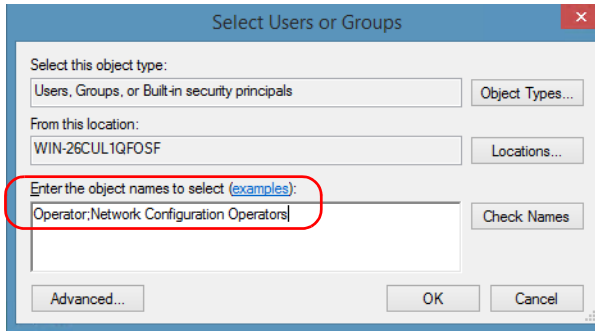 Select Users or Groups
Select this object type:
Users, Groups, or Built-in security principals
Object Types...
From this location:
WIN-26CUL1QFOSF
Locations...
Enter the object names to select (examples):
Operator;Network Configuration Operators
Check Names
Advanced...
OK
Cancel